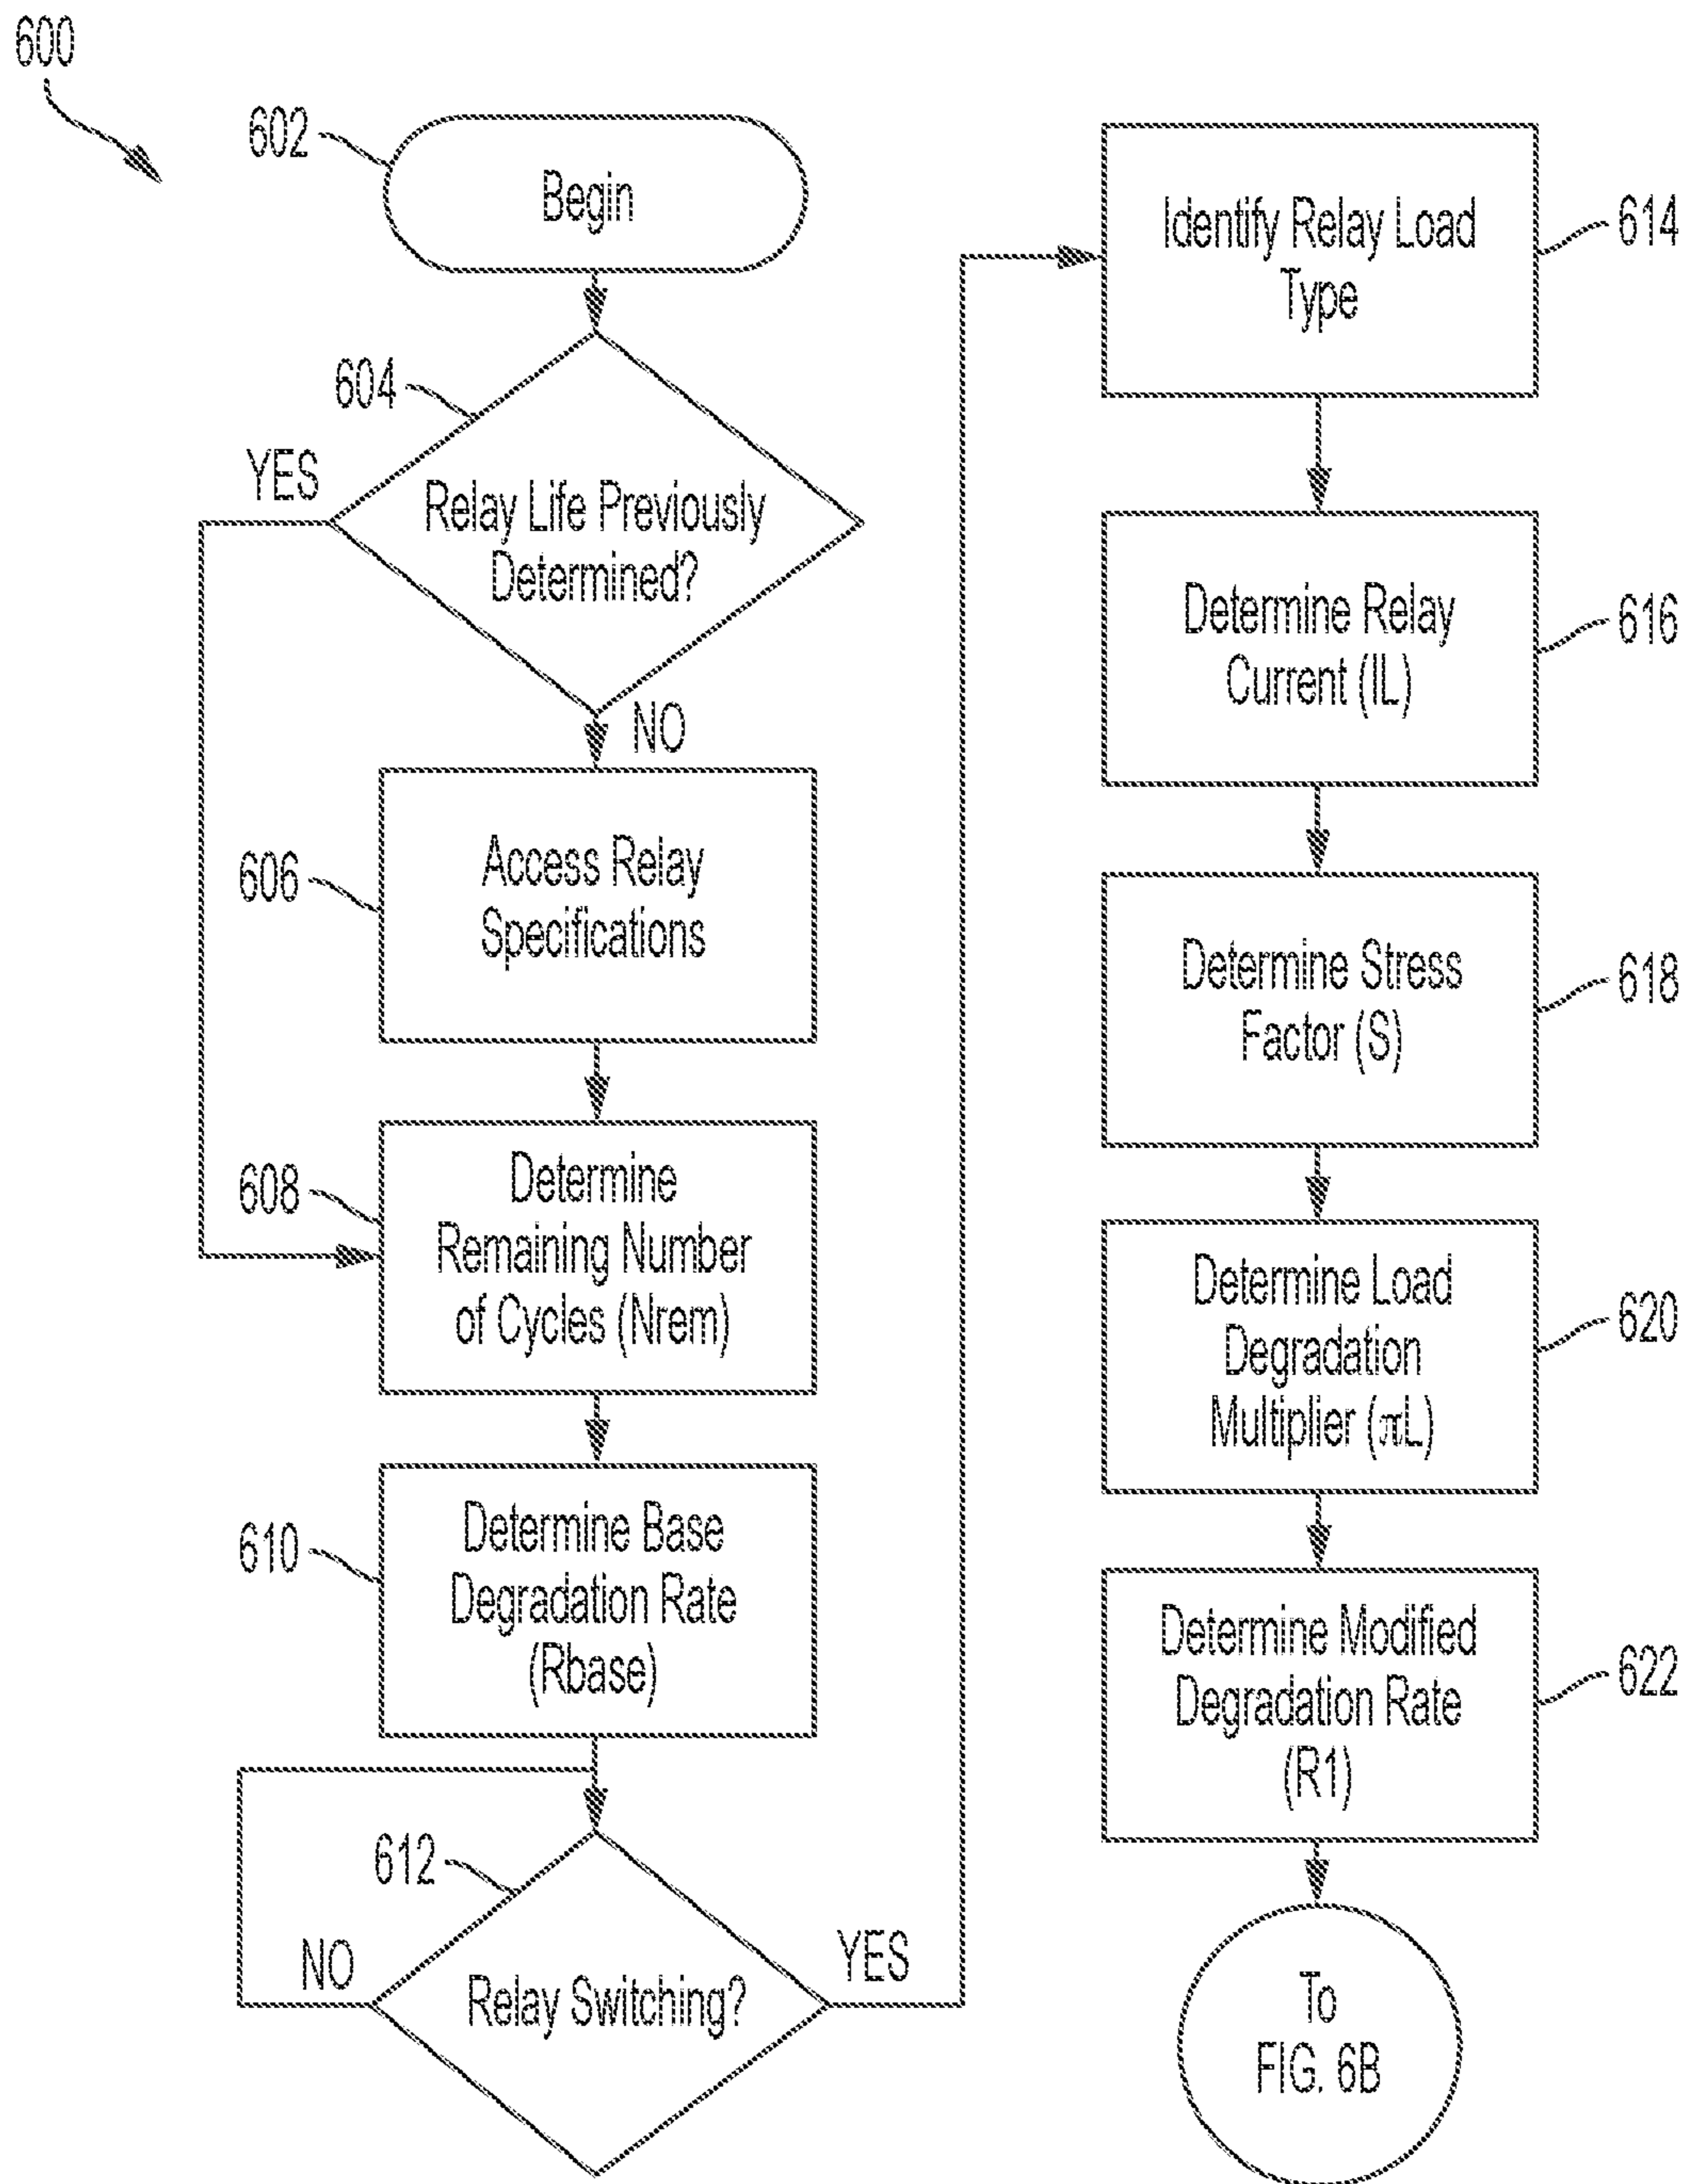 600
602
Begin
604
YES
Relay Life Previously
Determined?
NO
606
Access Relay
Specifications
608
Determine
Remaining Number
of Cycles (Nrem)
610
Determine Base
Degradation Rate
(Rbase)
612
NO
Relay Switching?
YES
Identify Relay Load
Type
614
Determine Relay
Current (IL)
616
Determine Stress
Factor (S)
618
Determine Load
Degradation
Multiplier (πL)
620
Determine Modified
Degradation Rate
(R1)
622
To
FIG. 6B